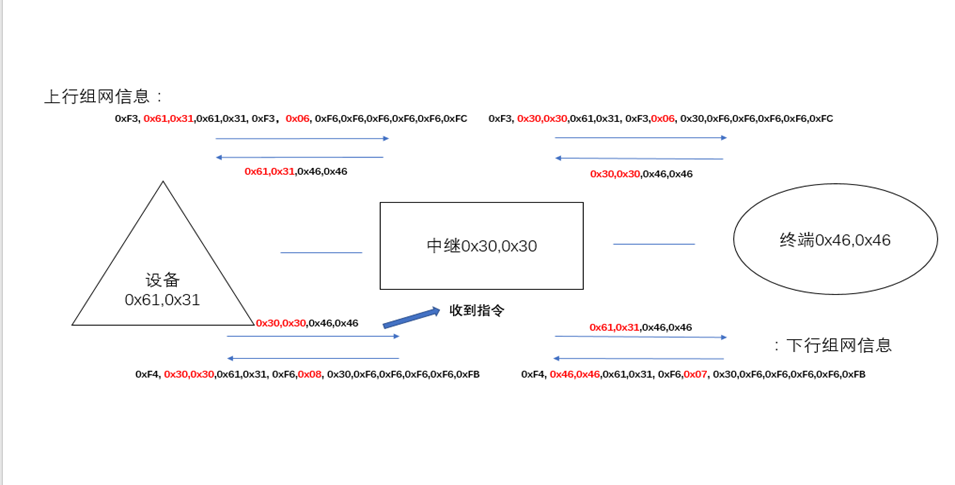 上行组网信息：
0xF3, 0x61,0x31,0x61,0x31, 0xF3，0x06, 0xF6,0xF6,0xF6,0xF6,0xF6,0xFC
0xF3, 0x30,0x30,0x61,0x31, 0xF3,0x06, 0x30,0xF6,0xF6,0xF6,0xF6,0xFC
0x61,0x31,0x46,0x46
0x30,0x30,0x46,0x46
设备
0x61,0x31
中继0x30,0x30
终端0x46,0x46
收到指令
0x30,0x30,0x46,0x46
0x61,0x31,0x46,0x46
：下行组网信息
0xF4, 0x30,0x30,0x61,0x31, 0xF6,0x08, 0x30,0xF6,0xF6,0xF6,0xF6,0xFB
0xF4, 0x46,0x46,0x61,0x31, 0xF6,0x07, 0x30,0xF6,0xF6,0xF6,0xF6,0xFB